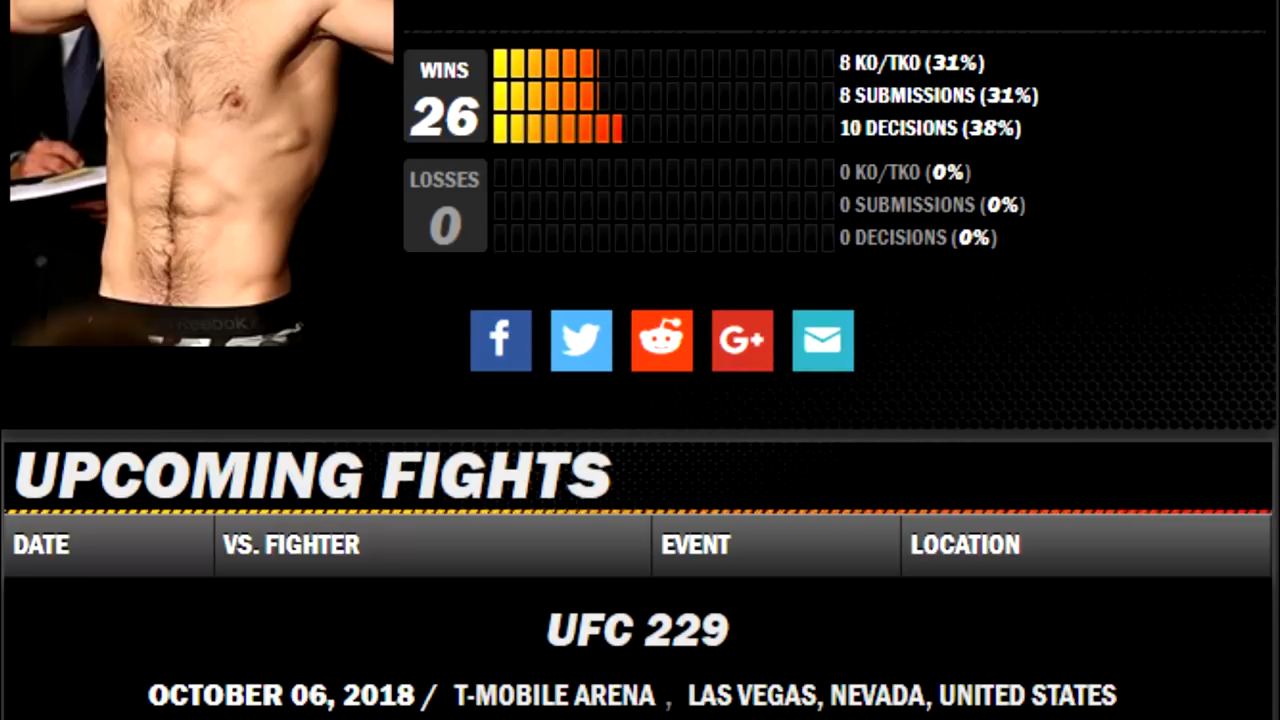 WINS
26
8 KO/TKO (31%)
8 SUBMISSIONS (31%)
10 DECISIONS (38%)
LOSSES
0
0 KO/TKO (0%)
0 SUBMISSIONS (0%)
0 DECISIONS (0%)
Reebok
f
G+
UPCOMING FIGHTS
DATE VS. FIGHTER EVENT LOCATION
UFC 229
OCTOBER 06, 2018 / T-MOBILE ARENA , LAS VEGAS, NEVADA, UNITED STATES